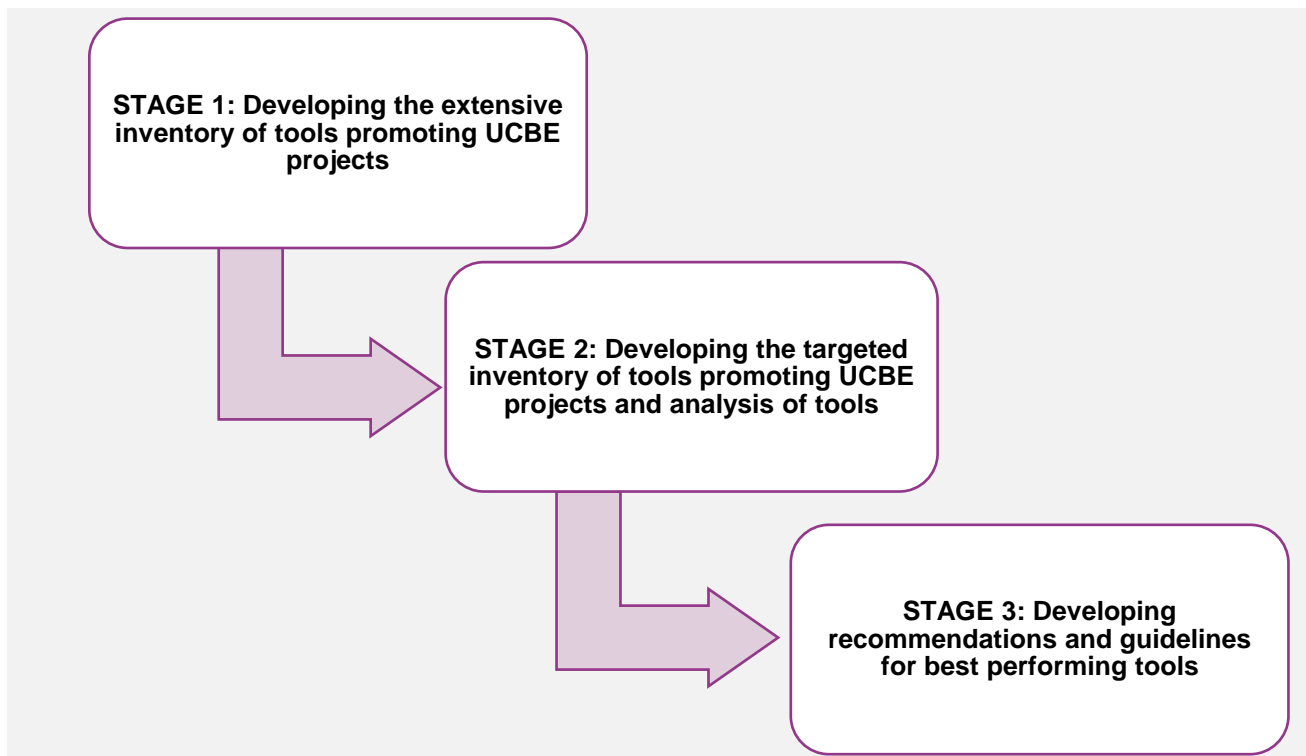 STAGE 1: Developing the extensive
inventory of tools promoting UCBE
projects
STAGE 2: Developing the targeted
inventory of tools promoting UCBE
projects and analysis of tools
STAGE 3: Developing
recommendations and guidelines
for best performing tools